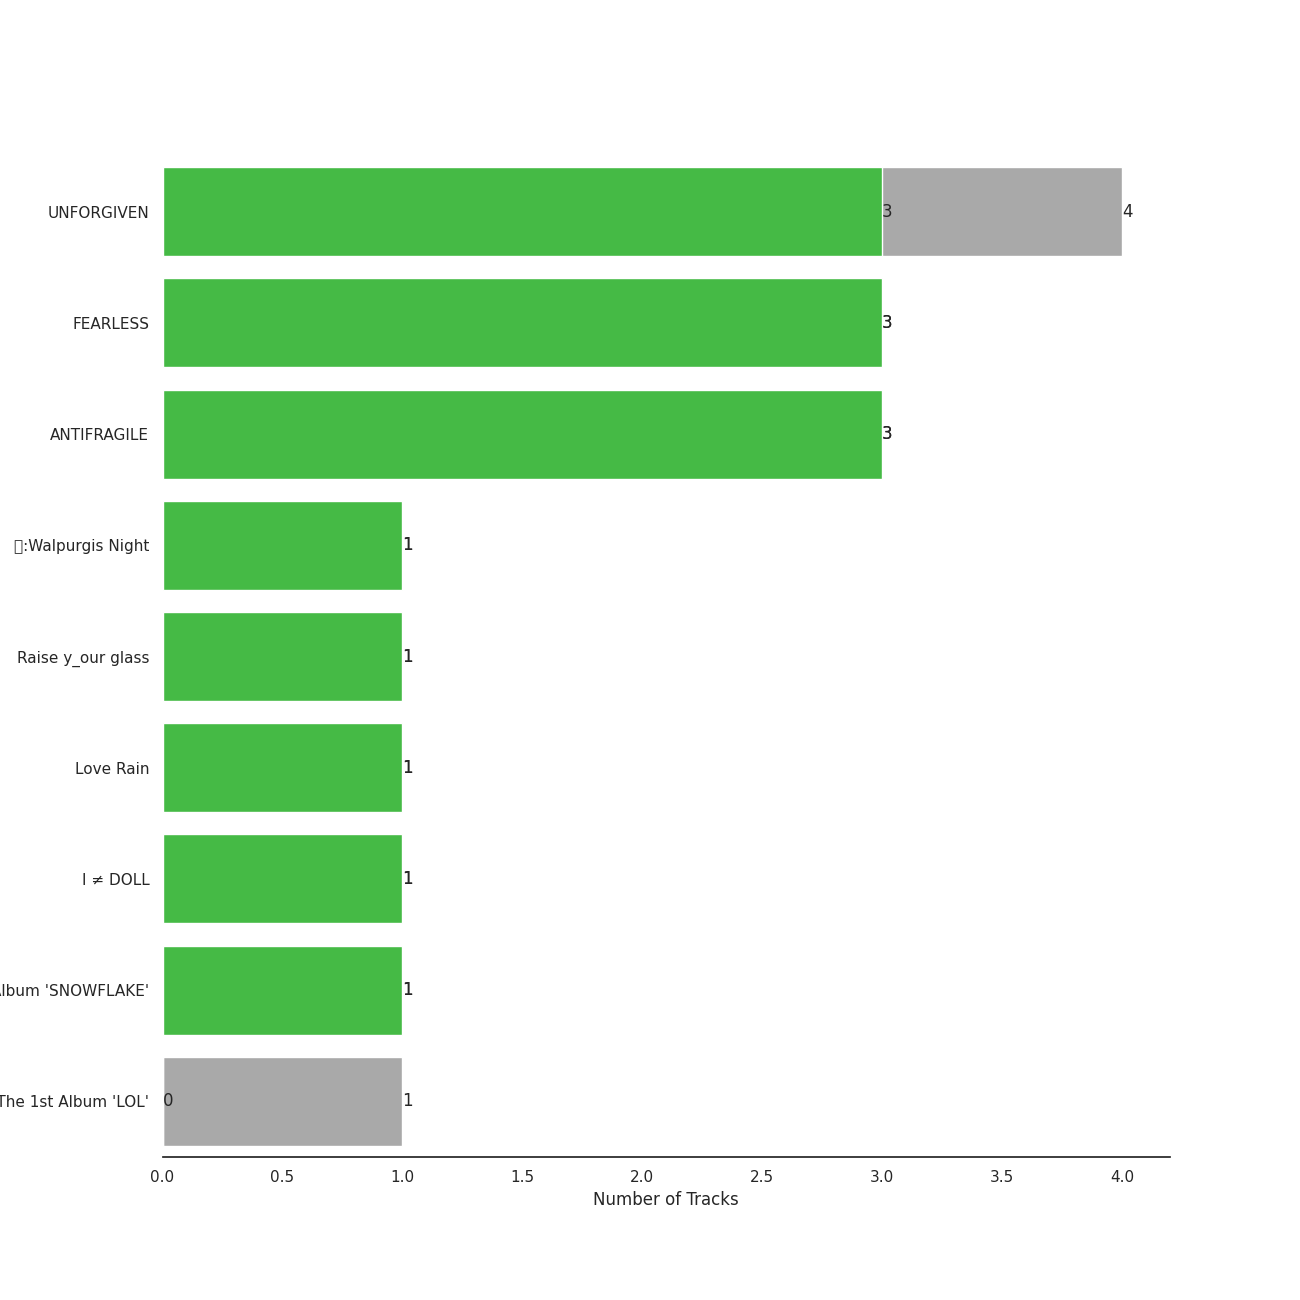 UNFORGIVEN 3 4
FEARLESS 3
ANTIFRAGILE 3
:Walpurgis Night 1
Raise y_our glass 1
Love Rain 1
I ≠ DOLL 1
Album 'SNOWFLAKE' 1
The 1st Album 'LOL' 0 1
0.0 0.5 1.0 1.5 2.0 2.5 3.0 3.5 4.0
Number of Tracks